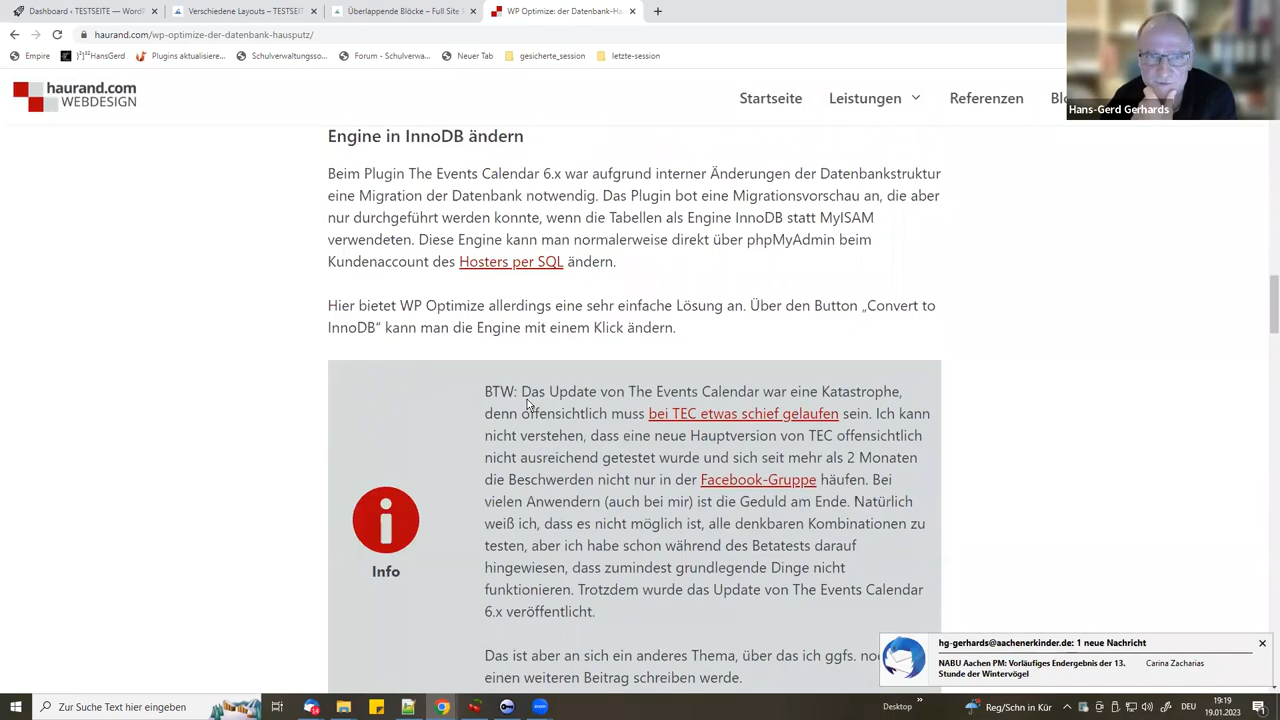 Dashboard ‹ TESTSEITE — WorP
Verschiedene Layouts – TESTSEIT
Überlappende Blöcke – Full Site
WP Optimize: der Datenbank-Ha
haurand.com/wp-optimize-der-datenbank-hausputz/
Empire
HansGerd
Plugins aktualisiere...
Schulverwaltungsso...
Forum - Schulverwa...
Neuer Tab
gesicherte_session
letzte-session
haurand.com
WEBDESIGN
Startseite
Leistungen
Referenzen
Hans-Gerd Gerhards
Engine in InnoDB ändern
Beim Plugin The Events Calendar 6.x war aufgrund interner Änderungen der Datenbankstruktur
eine Migration der Datenbank notwendig. Das Plugin bot eine Migrationsvorschau an, die aber
nur durchgeführt werden konnte, wenn die Tabellen als Engine InnoDB statt MyISAM
verwendeten. Diese Engine kann man normalerweise direkt über phpMyAdmin beim
Kundenaccount des Hosters per SQL ändern.
Hier bietet WP Optimize allerdings eine sehr einfache Lösung an. Über den Button „Convert to
InnoDB“ kann man die Engine mit einem Klick ändern.
BTW: Das Update von The Events Calendar war eine Katastrophe,
denn offensichtlich muss bei TEC etwas schief gelaufen sein. Ich kann
nicht verstehen, dass eine neue Hauptversion von TEC offensichtlich
nicht ausreichend getestet wurde und sich seit mehr als 2 Monaten
die Beschwerden nicht nur in der Facebook-Gruppe häufen. Bei
vielen Anwendern (auch bei mir) ist die Geduld am Ende. Natürlich
weiß ich, dass es nicht möglich ist, alle denkbaren Kombinationen zu
testen, aber ich habe schon während des Betatests darauf
hingewiesen, dass zumindest grundlegende Dinge nicht
funktionieren. Trotzdem wurde das Update von The Events Calendar
6.x veröffentlicht.
Info
Das ist aber an sich ein anderes Thema, über das ich ggfs.
einen weiteren Beitrag schreiben werde.
hg-gerhards@aachenerkinder.de: 1 neue Nachricht
NABU Aachen PM: Vorläufiges Endergebnis der 13.
Stunde der Wintervögel
Carina Zacharias
Zur Suche Text hier eingeben
Desktop
Reg/Schn in Kür
DEU
19:19
19.01.2023